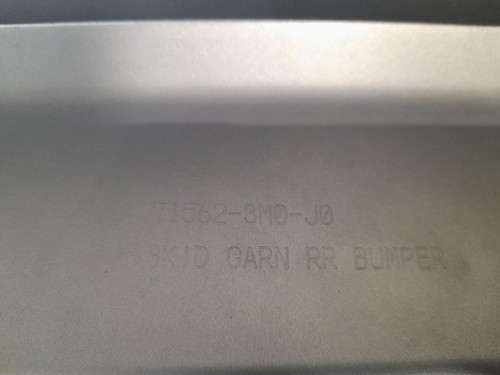 71562-3M0-J0
SKID GARN RR BUMPER